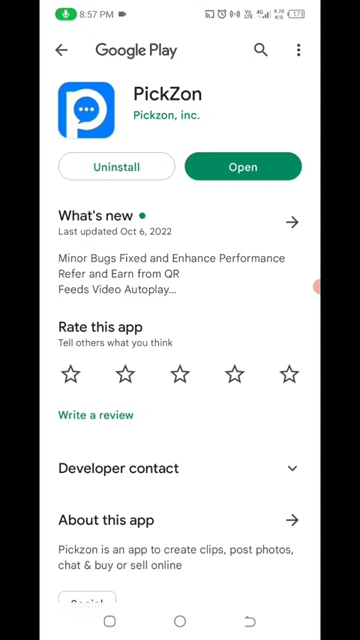 8:57 PM
Google Play
PickZon
Pickzon, inc.
Uninstall
Open
What's new
Last updated Oct 6, 2022
Minor Bugs Fixed and Enhance Performance
Refer and Earn from QR
Feeds Video Autoplay...
Rate this app
Tell others what you think
Write a review
Developer contact
About this app
Pickzon is an app to create clips, post photos,
chat & buy or sell online